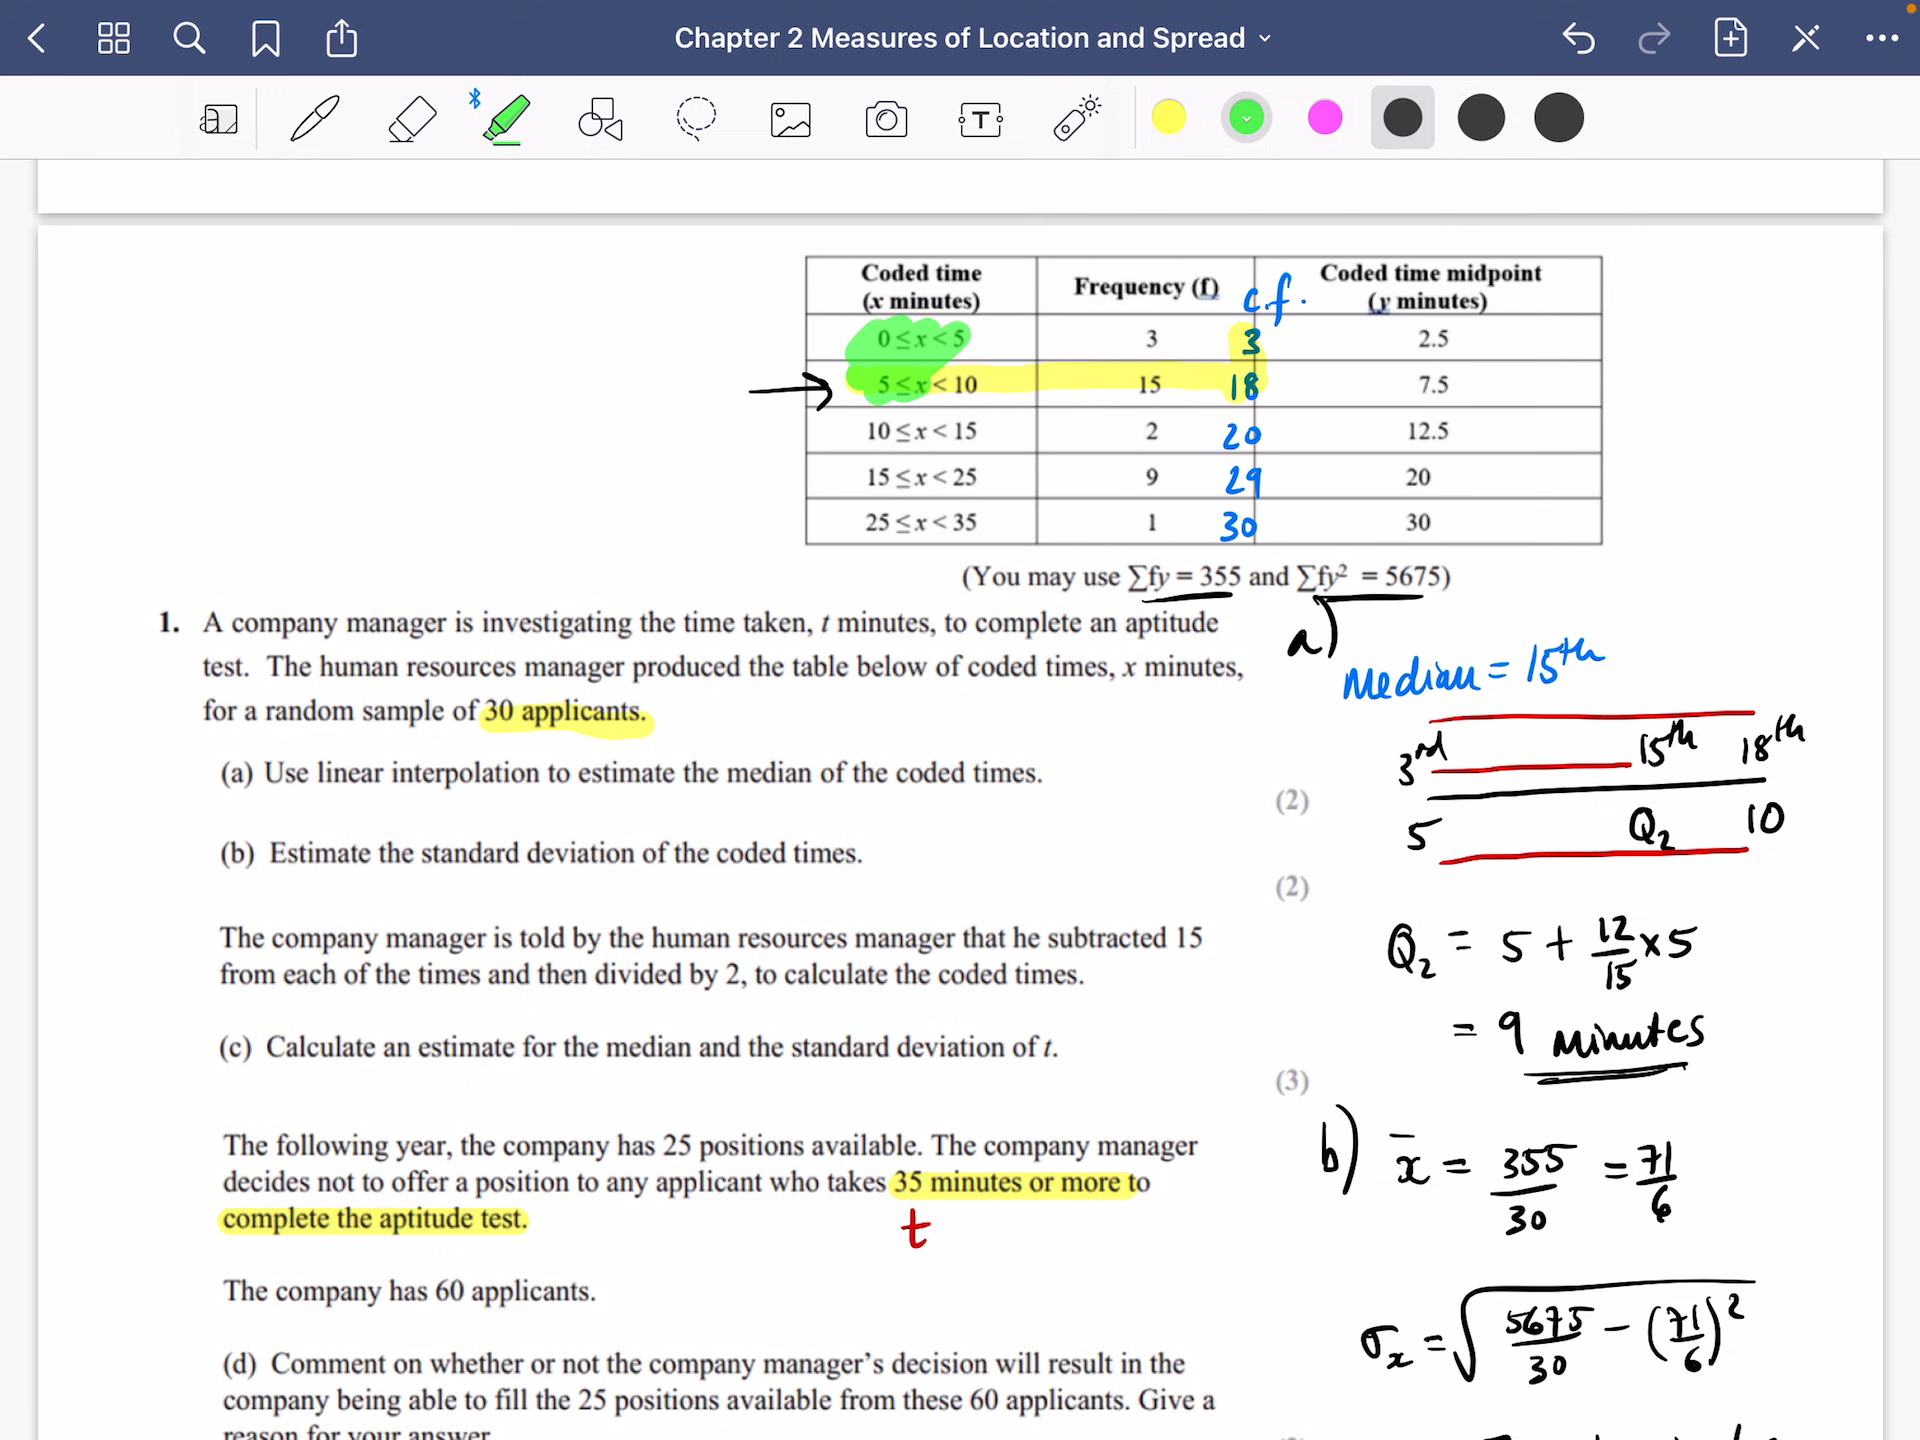 Chapter 2 Measures of Location and Spread
Coded time (x minutes) Frequency (f) c.f. Coded time midpoint (y minutes)
0 ≤ x < 5 3 3 2.5
5 ≤ x < 10 15 18 7.5
10 ≤ x < 15 2 20 12.5
15 ≤ x < 25 9 29 20
25 ≤ x < 35 1 30 30
(You may use ∑fy = 355 and ∑fy² = 5675)
1. A company manager is investigating the time taken, t minutes, to complete an aptitude
test. The human resources manager produced the table below of coded times, x minutes,
for a random sample of 30 applicants.
(a) Use linear interpolation to estimate the median of the coded times.
(2)
(b) Estimate the standard deviation of the coded times.
(2)
The company manager is told by the human resources manager that he subtracted 15
from each of the times and then divided by 2, to calculate the coded times.
(c) Calculate an estimate for the median and the standard deviation of t.
(3)
The following year, the company has 25 positions available. The company manager
decides not to offer a position to any applicant who takes 35 minutes or more to
complete the aptitude test.
t
The company has 60 applicants.
(d) Comment on whether or not the company manager's decision will result in the
company being able to fill the 25 positions available from these 60 applicants. Give a
reason for your answer
a)
Median = 15th
3rd 15th 18th
5 Q₂ 10
Q₂ = 5 + 12/15 × 5
= 9 minutes
b) x̄ = 355/30 = 71/6
σₓ = √(5675/30 − (71/6)²)